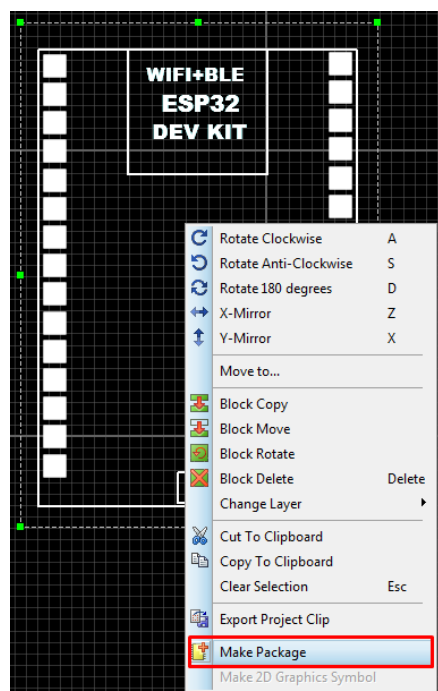 WIFI+BLE
ESP32
DEV KIT
Rotate Clockwise A
Rotate Anti-Clockwise S
Rotate 180 degrees D
X-Mirror Z
Y-Mirror X
Move to...
Block Copy
Block Move
Block Rotate
Block Delete Delete
Change Layer
Cut To Clipboard
Copy To Clipboard
Clear Selection Esc
Export Project Clip
Make Package
Make 2D Graphics Symbol